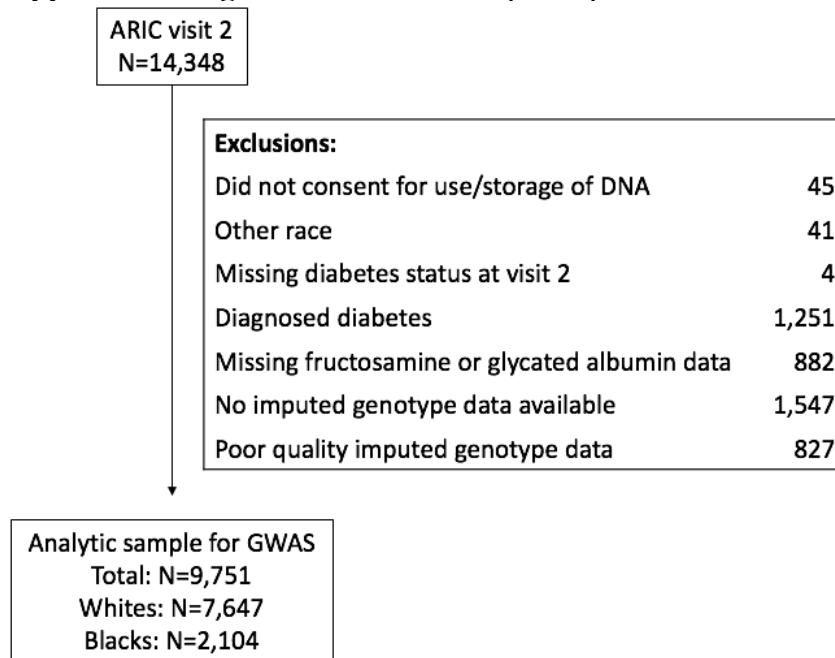 ARIC visit 2
N=14,348
Exclusions:
Did not consent for use/storage of DNA 45
Other race 41
Missing diabetes status at visit 2 4
Diagnosed diabetes 1,251
Missing fructosamine or glycated albumin data 882
No imputed genotype data available 1,547
Poor quality imputed genotype data 827
Analytic sample for GWAS
Total: N=9,751
Whites: N=7,647
Blacks: N=2,104